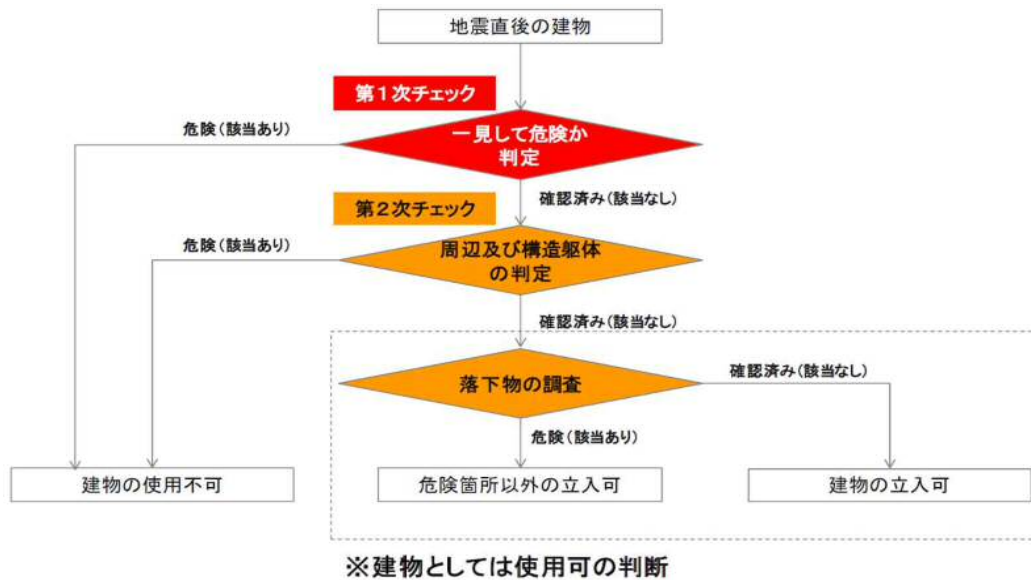 地震直後の建物
第1次チェック
危険(該当あり)
一見して危険か
判定
確認済み(該当なし)
第2次チェック
危険(該当あり)
周辺及び構造躯体
の判定
確認済み(該当なし)
落下物の調査
確認済み(該当なし)
危険(該当あり)
建物の使用不可
危険箇所以外の立入可
建物の立入可
※建物としては使用可の判断